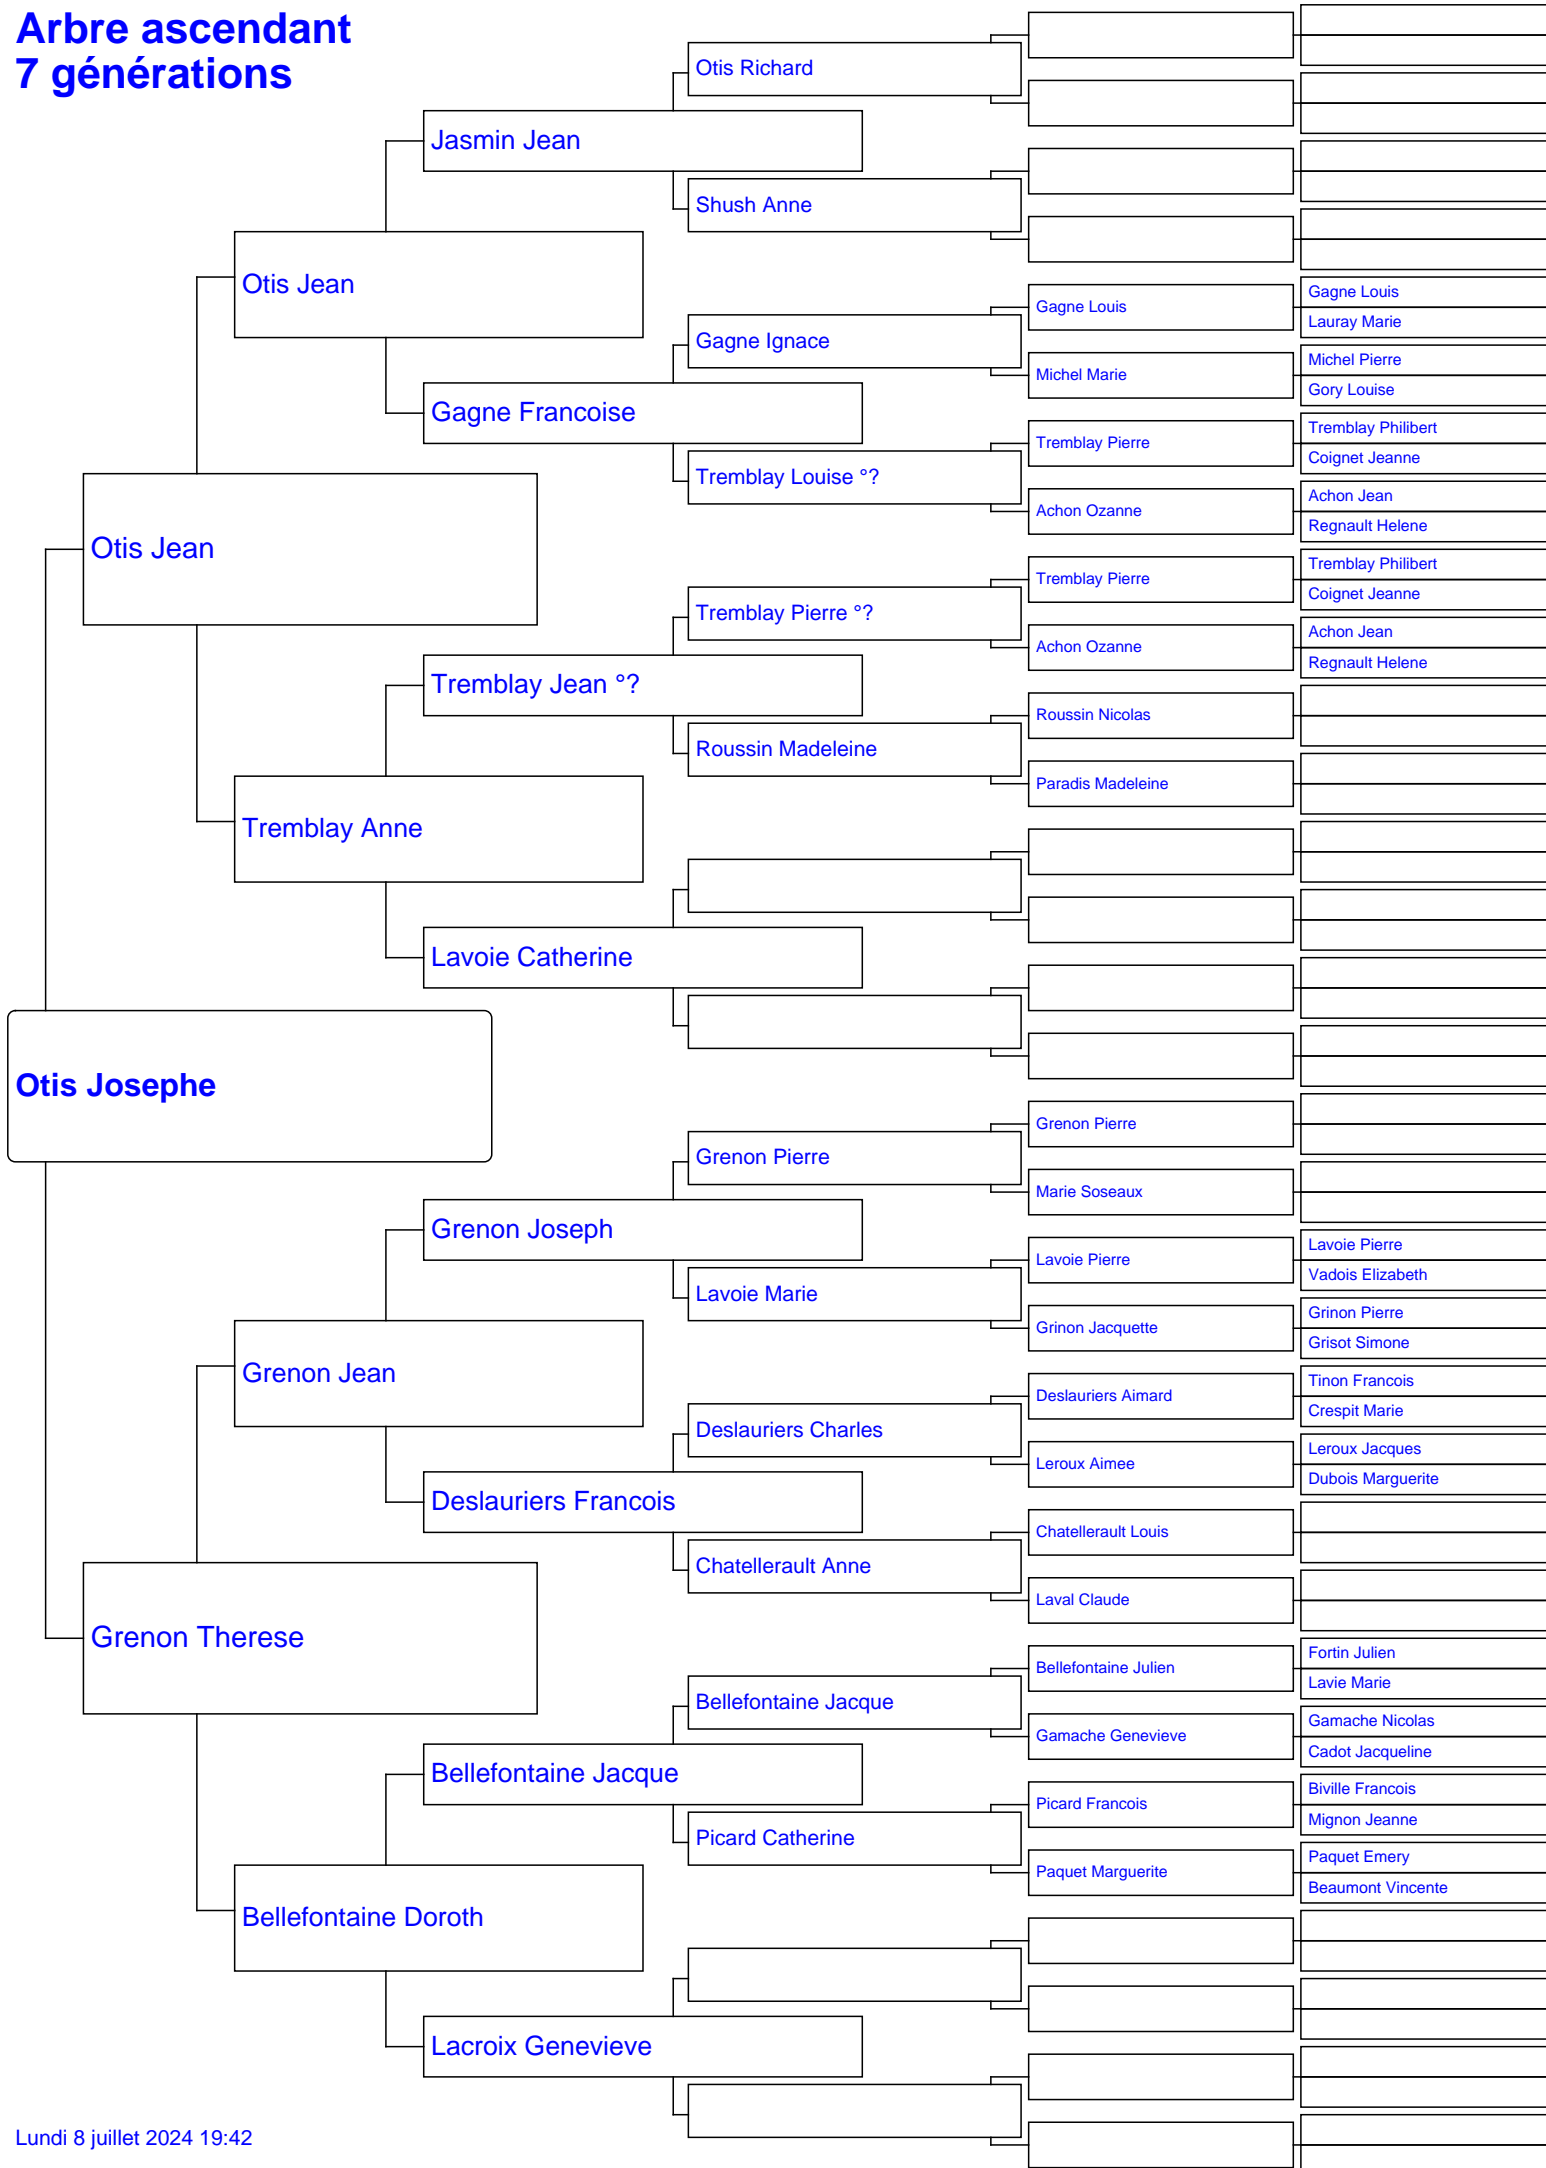 Arbre ascendant
7 générations
Otis Richard
Jasmin Jean
Shush Anne
Otis Jean
Gagne Louis
Gagne Louis
Lauray Marie
Gagne Ignace
Michel Marie
Michel Pierre
Gory Louise
Gagne Francoise
Tremblay Pierre
Tremblay Philibert
Coignet Jeanne
Tremblay Louise °?
Achon Ozanne
Achon Jean
Regnault Helene
Otis Jean
Tremblay Pierre
Tremblay Philibert
Coignet Jeanne
Tremblay Pierre °?
Achon Ozanne
Achon Jean
Regnault Helene
Tremblay Jean °?
Roussin Nicolas
Roussin Madeleine
Paradis Madeleine
Tremblay Anne
Lavoie Catherine
Otis Josephe
Grenon Pierre
Grenon Pierre
Marie Soseaux
Grenon Joseph
Lavoie Pierre
Lavoie Pierre
Vadois Elizabeth
Lavoie Marie
Grinon Jacquette
Grinon Pierre
Grisot Simone
Grenon Jean
Deslauriers Aimard
Tinon Francois
Crespit Marie
Deslauriers Charles
Leroux Aimee
Leroux Jacques
Dubois Marguerite
Deslauriers Francois
Chatellerault Louis
Chatellerault Anne
Laval Claude
Grenon Therese
Bellefontaine Julien
Fortin Julien
Lavie Marie
Bellefontaine Jacque
Gamache Genevieve
Gamache Nicolas
Cadot Jacqueline
Bellefontaine Jacque
Picard Francois
Biville Francois
Mignon Jeanne
Picard Catherine
Paquet Marguerite
Paquet Emery
Beaumont Vincente
Bellefontaine Doroth
Lacroix Genevieve
Lundi 8 juillet 2024 19:42